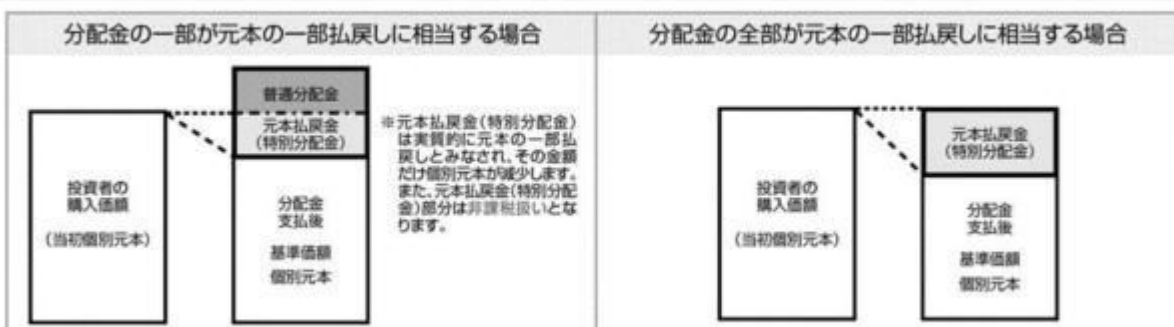 分配金の一部が元本の一部払戻しに相当する場合
普通分配金
元本払戻金
(特別分配金)
投資者の
購入価額
(当初個別元本)
分配金
支払後
基準価額
個別元本
※元本払戻金(特別分配金)
は実質的に元本の一部払
戻しとみなされ、その金額
だけ個別元本が減少します。
また、元本払戻金(特別分配
金)部分は非課税扱いとな
ります。
分配金の全部が元本の一部払戻しに相当する場合
投資者の
購入価額
(当初個別元本)
元本払戻金
(特別分配金)
分配金
支払後
基準価額
個別元本